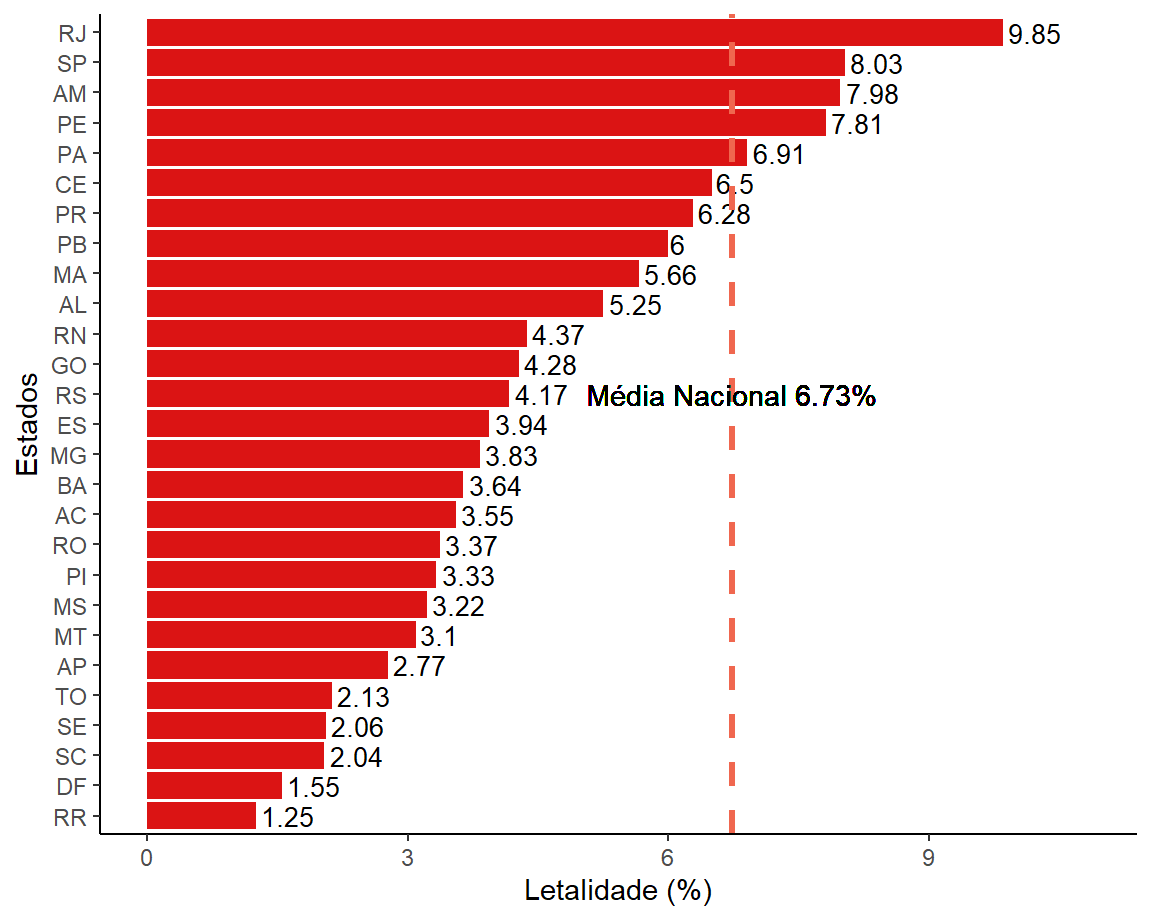 RJ 9.85
SP 8.03
AM 7.98
PE 7.81
PA 6.91
CE 6.5
PR 6.28
PB 6
MA 5.66
AL 5.25
RN 4.37
GO 4.28
RS 4.17 Média Nacional 6.73%
ES 3.94
MG 3.83
BA 3.64
AC 3.55
RO 3.37
PI 3.33
MS 3.22
MT 3.1
AP 2.77
TO 2.13
SE 2.06
SC 2.04
DF 1.55
RR 1.25
Estados
0 3 6 9
Letalidade (%)